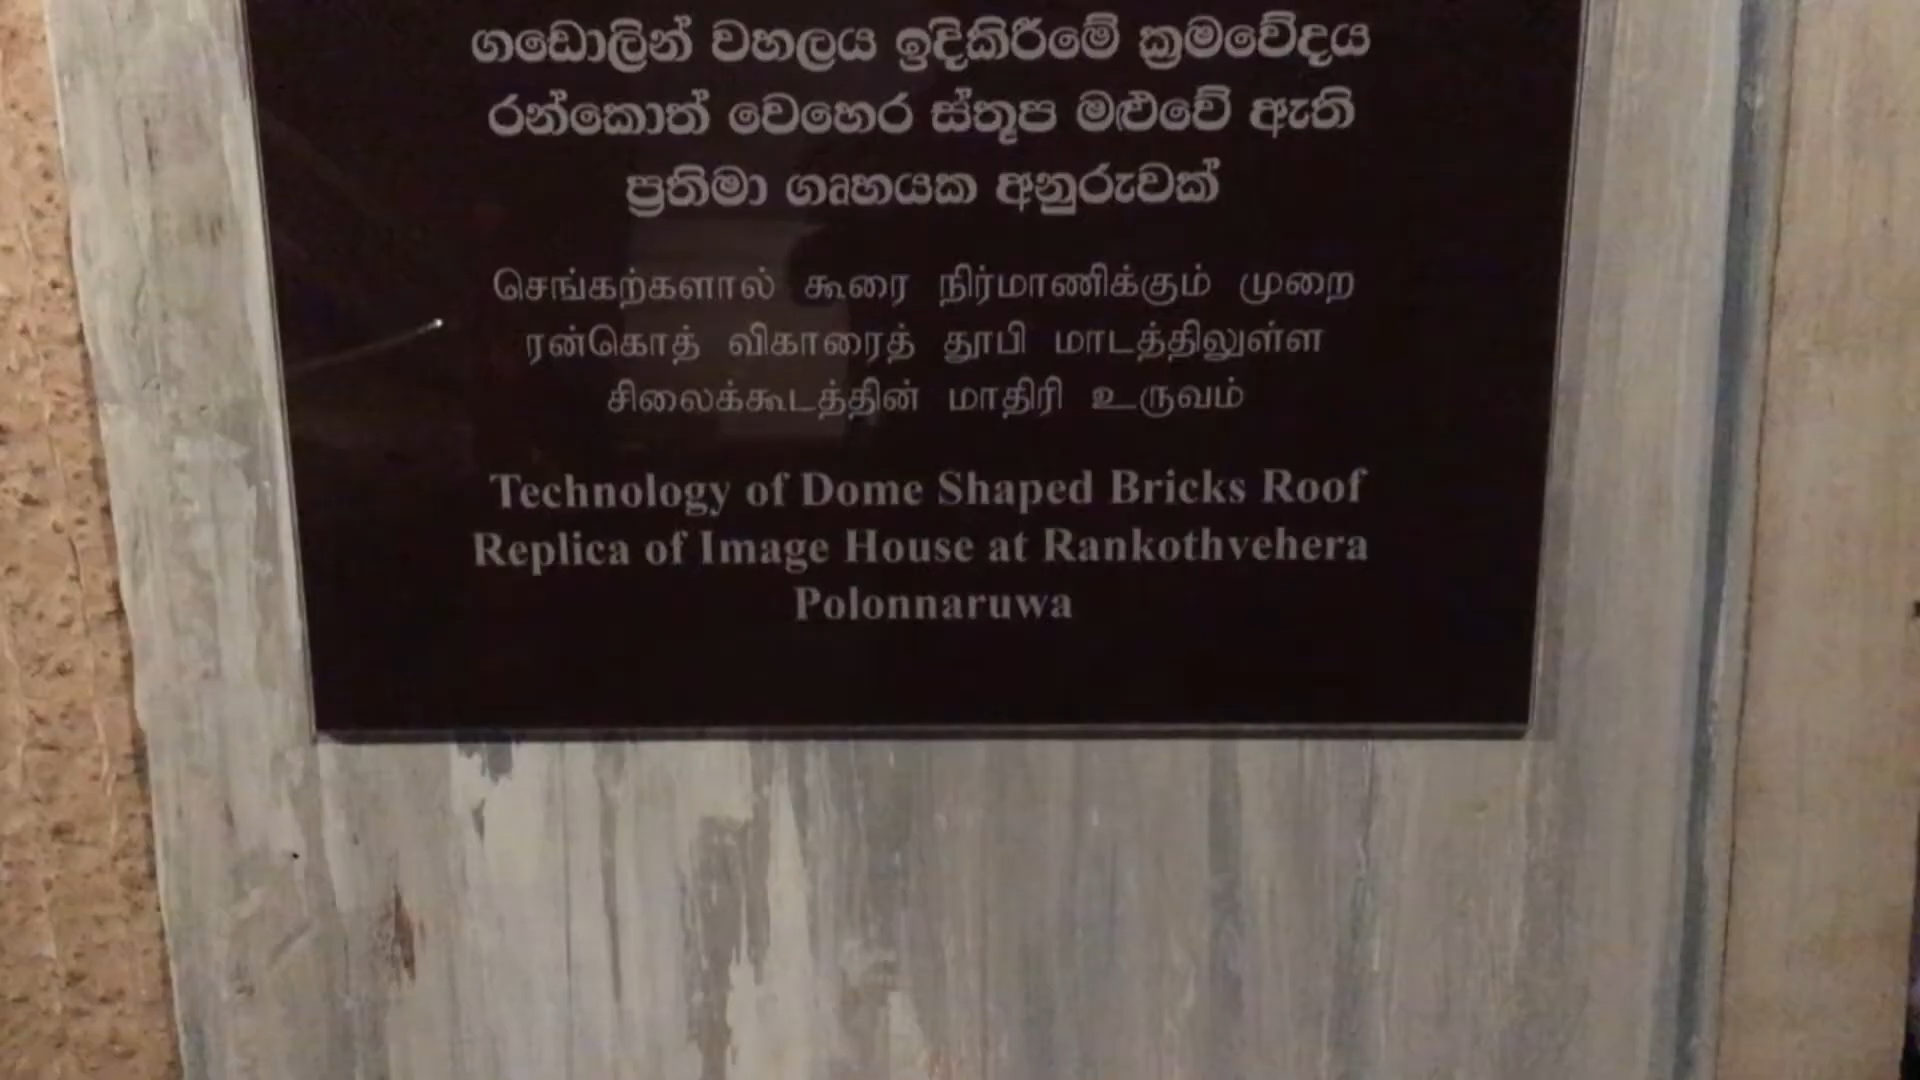 ගඩොලින් වහලය ඉදිකිරීමේ ක්‍රමවේදය
රන්කොත් වෙහෙර ස්තූප මළුවේ ඇති
ප්‍රතිමා ගෘහයක අනුරුවක්
செங்கற்களால் கூரை நிர்மாணிக்கும் முறை
ரன்கொத் விகாரைத் தூபி மாடத்திலுள்ள
சிலைக்கூடத்தின் மாதிரி உருவம்
Technology of Dome Shaped Bricks Roof
Replica of Image House at Rankothvehera
Polonnaruwa